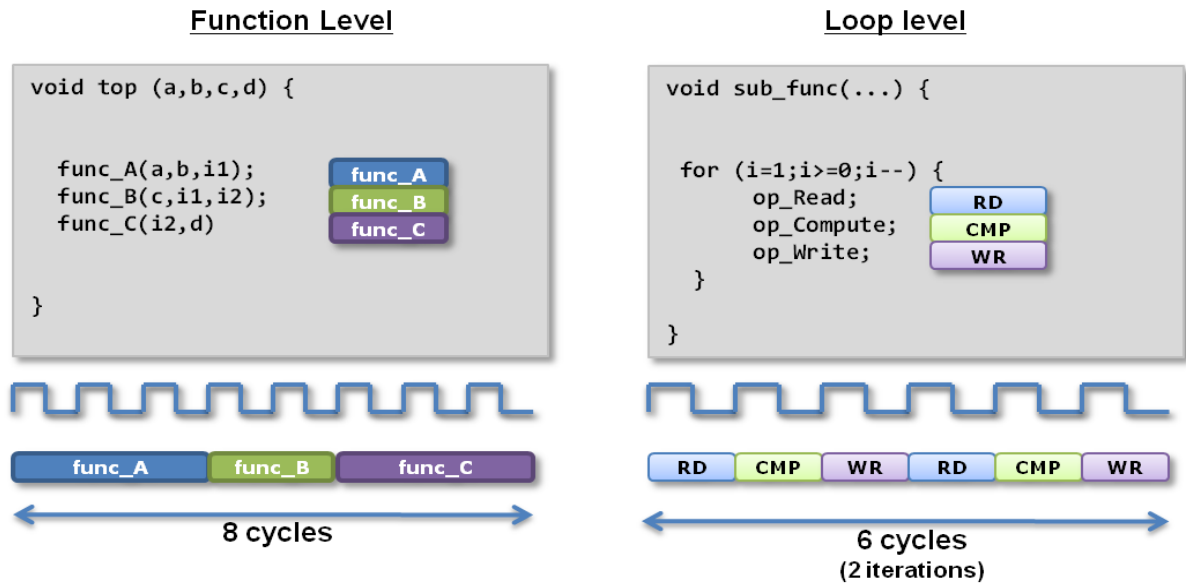 Function Level
void top (a,b,c,d) {
func_A(a,b,i1);
func_B(c,i1,i2);
func_C(i2,d)
}
func_A
func_B
func_C
func_A func_B func_C
8 cycles
Loop level
void sub_func(...) {
for (i=1;i>=0;i--) {
op_Read;
op_Compute;
op_Write;
}
}
RD
CMP
WR
RD CMP WR RD CMP WR
6 cycles
(2 iterations)